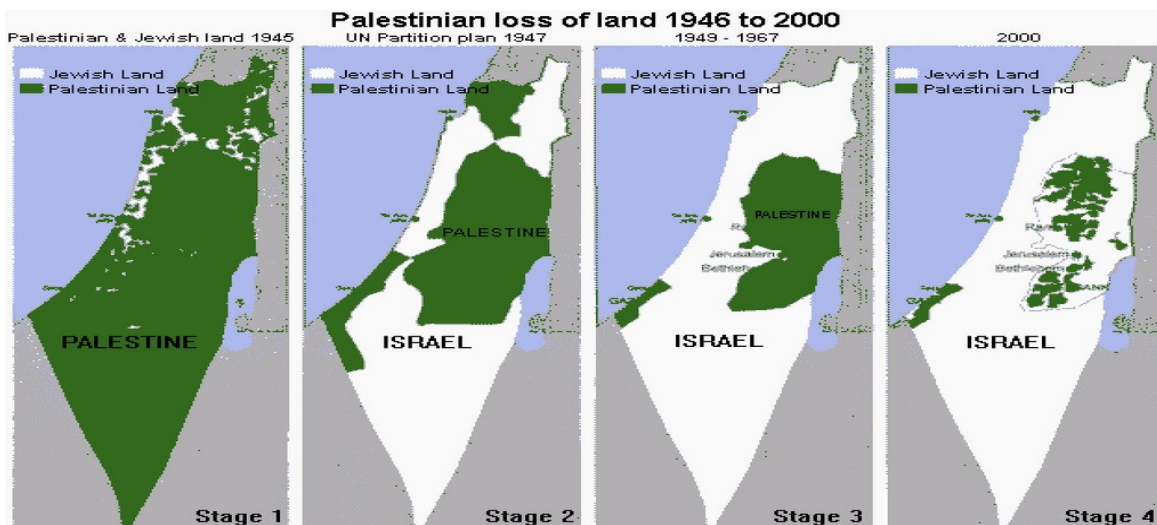 Palestinian loss of land 1946 to 2000
Palestinian & Jewish land 1945
Jewish Land
Palestinian Land
PALESTINE
Stage 1
UN Partition plan 1947
Jewish Land
Palestinian Land
PALESTINE
ISRAEL
Stage 2
1949 - 1967
Jewish Land
Palestinian Land
PALESTINE
Jerusalem
ISRAEL
Stage 3
2000
Jewish Land
Palestinian Land
Jerusalem
Bethlehem
ISRAEL
Stage 4